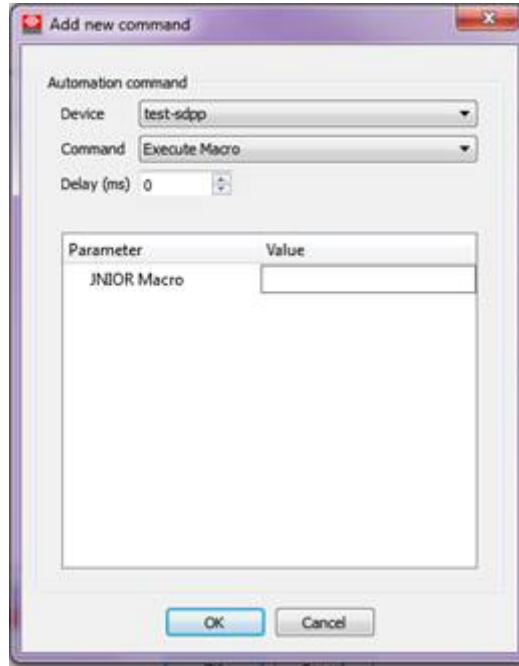 Add new command
Automation command
Device test-sdpp
Command Execute Macro
Delay (ms) 0
Parameter Value
JNIOR Macro
OK Cancel